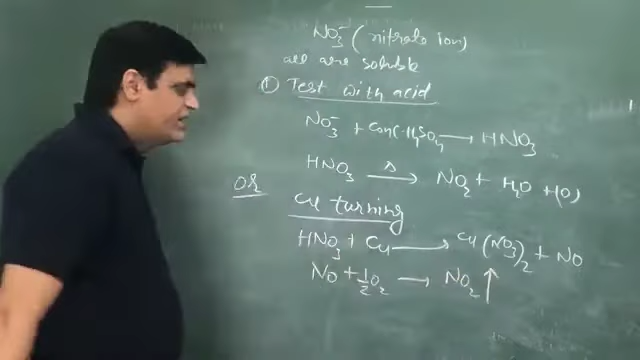 NO₃⁻ (nitrate ion)
all are soluble
① Test with acid
NO₃⁻ + Con(·H₂SO₄ ⟶ HNO₃
HNO₃ —Δ→ NO₂ + H₂O + (O)
OR
Cu turning
HNO₃ + Cu ⟶ Cu(NO₃)₂ + NO
NO + ½O₂ ⟶ NO₂ ↑